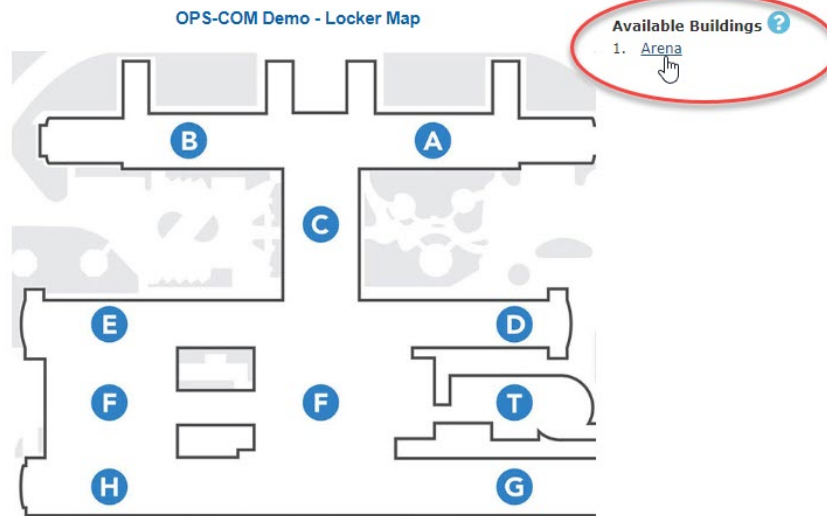 OPS-COM Demo - Locker Map
Available Buildings ?
1. Arena
B A
C
E D
F F T
H G